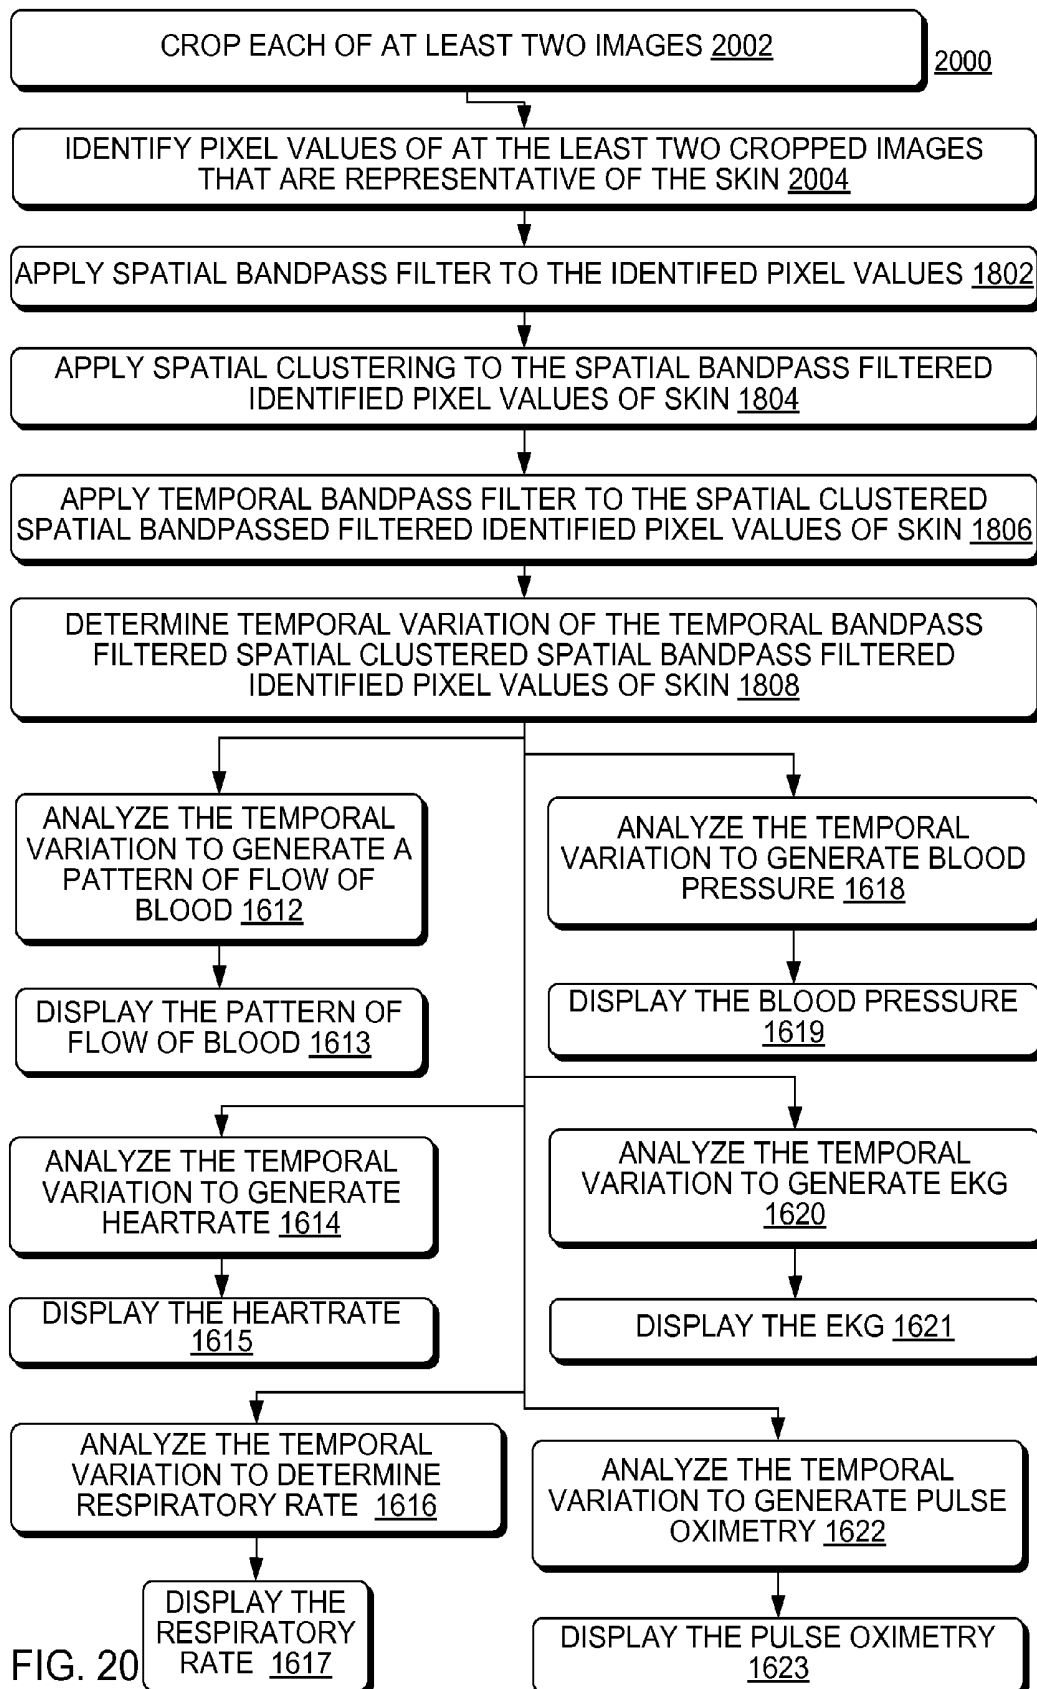 CROP EACH OF AT LEAST TWO IMAGES 2002
2000
IDENTIFY PIXEL VALUES OF AT THE LEAST TWO CROPPED IMAGES
THAT ARE REPRESENTATIVE OF THE SKIN 2004
APPLY SPATIAL BANDPASS FILTER TO THE IDENTIFED PIXEL VALUES 1802
APPLY SPATIAL CLUSTERING TO THE SPATIAL BANDPASS FILTERED
IDENTIFIED PIXEL VALUES OF SKIN 1804
APPLY TEMPORAL BANDPASS FILTER TO THE SPATIAL CLUSTERED
SPATIAL BANDPASSED FILTERED IDENTIFIED PIXEL VALUES OF SKIN 1806
DETERMINE TEMPORAL VARIATION OF THE TEMPORAL BANDPASS
FILTERED SPATIAL CLUSTERED SPATIAL BANDPASS FILTERED
IDENTIFIED PIXEL VALUES OF SKIN 1808
ANALYZE THE TEMPORAL
VARIATION TO GENERATE A
PATTERN OF FLOW OF
BLOOD 1612
ANALYZE THE TEMPORAL
VARIATION TO GENERATE BLOOD
PRESSURE 1618
DISPLAY THE PATTERN OF
FLOW OF BLOOD 1613
DISPLAY THE BLOOD PRESSURE
1619
ANALYZE THE TEMPORAL
VARIATION TO GENERATE
HEARTRATE 1614
ANALYZE THE TEMPORAL
VARIATION TO GENERATE EKG
1620
DISPLAY THE HEARTRATE
1615
DISPLAY THE EKG 1621
ANALYZE THE TEMPORAL
VARIATION TO DETERMINE
RESPIRATORY RATE 1616
ANALYZE THE TEMPORAL
VARIATION TO GENERATE PULSE
OXIMETRY 1622
DISPLAY THE
RESPIRATORY
RATE 1617
DISPLAY THE PULSE OXIMETRY
1623
FIG. 20